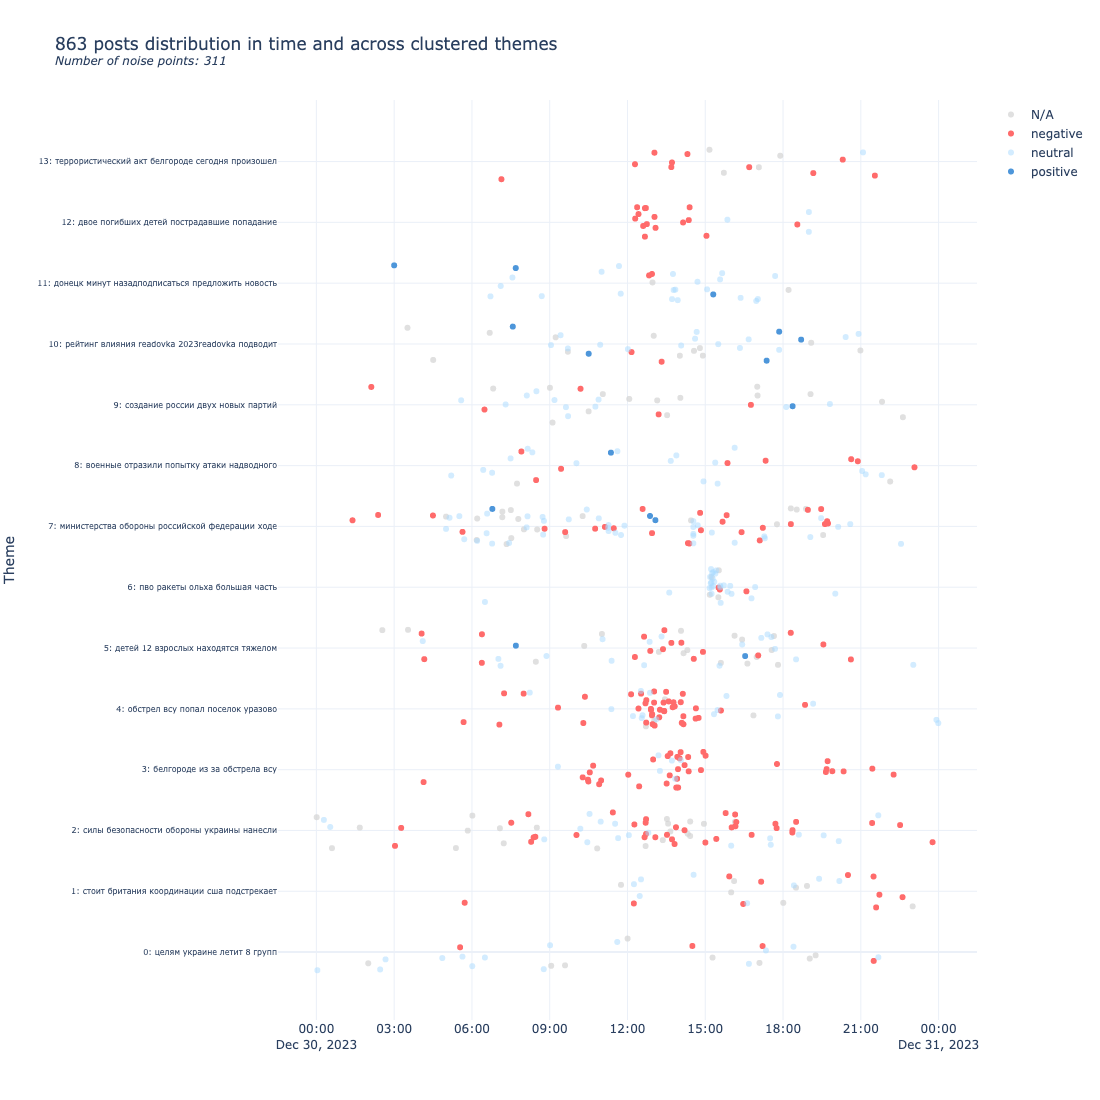 863 posts distribution in time and across clustered themes
Number of noise points: 311
N/A
negative
neutral
positive
Theme
13: террористический акт белгороде сегодня произошел
12: двое погибших детей пострадавшие попадание
11: донецк минут назадподписаться предложить новость
10: рейтинг влияния readovka 2023readovka подводит
9: создание россии двух новых партий
8: военные отразили попытку атаки надводного
7: министерства обороны российской федерации ходе
6: пво ракеты ольха большая часть
5: детей 12 взрослых находятся тяжелом
4: обстрел всу попал поселок уразово
3: белгороде из за обстрела всу
2: силы безопасности обороны украины нанесли
1: стоит британия координации сша подстрекает
0: целям украине летит 8 групп
00:00 03:00 06:00 09:00 12:00 15:00 18:00 21:00 00:00
Dec 30, 2023 Dec 31, 2023